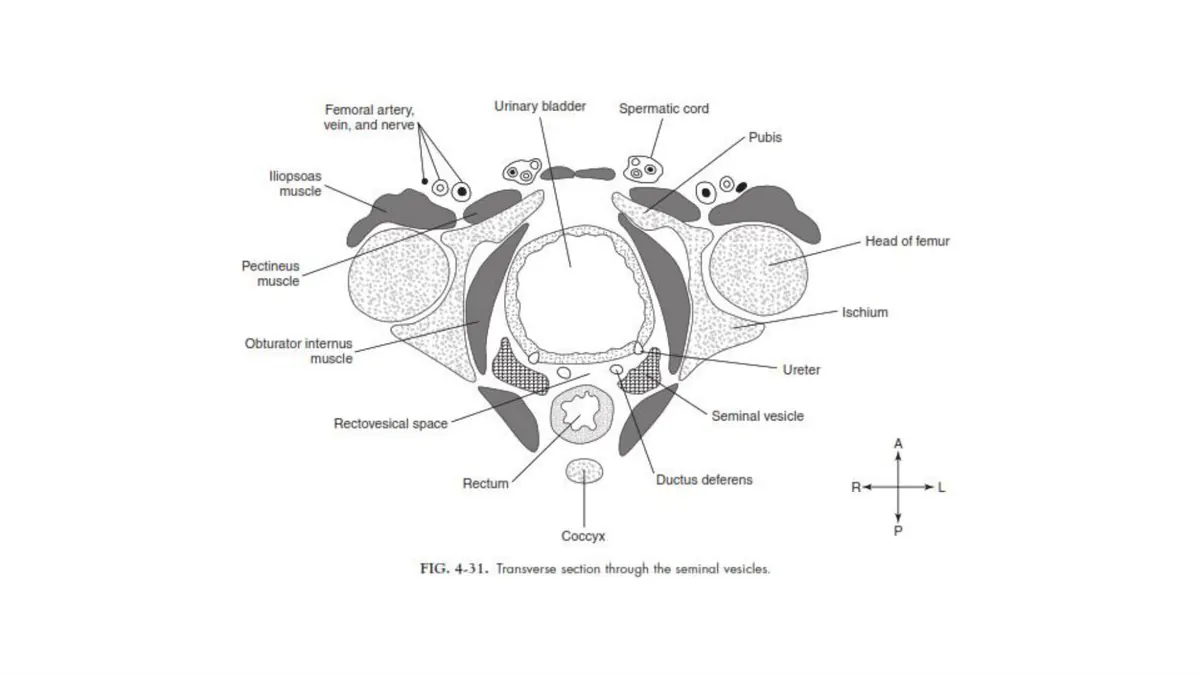 Femoral artery,
vein, and nerve
Urinary bladder
Spermatic cord
Pubis
Iliopsoas
muscle
Head of femur
Pectineus
muscle
Ischium
Obturator internus
muscle
Ureter
Rectovesical space
Seminal vesicle
Rectum
Ductus deferens
Coccyx
A
R
L
P
FIG. 4-31. Transverse section through the seminal vesicles.